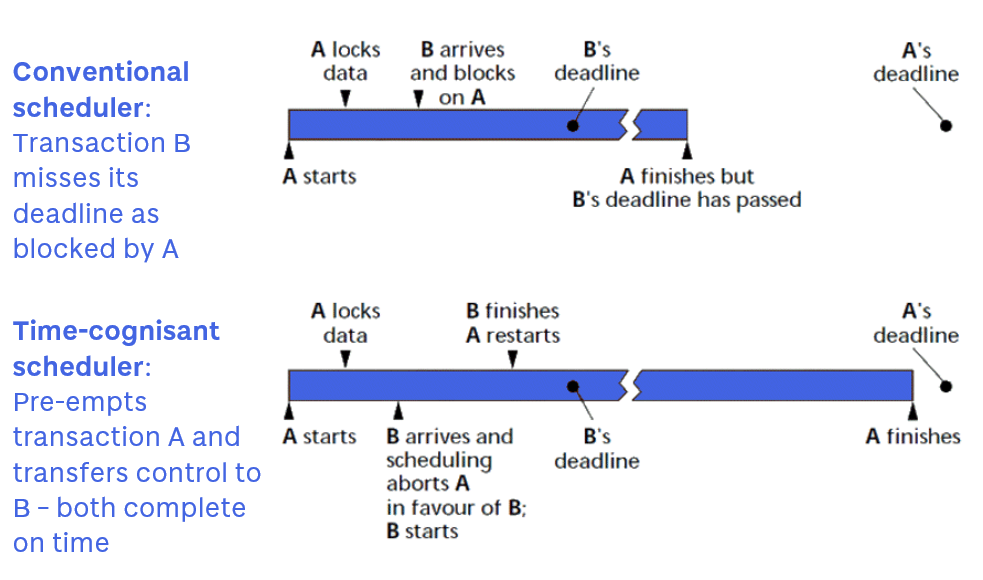 Conventional
scheduler:
Transaction B
misses its
deadline as
blocked by A
A locks
data
B arrives
and blocks
on A
B's
deadline
A's
deadline
A starts
A finishes but
B's deadline has passed
Time-cognisant
scheduler:
Pre-empts
transaction A and
transfers control to
B – both complete
on time
A locks
data
B finishes
A restarts
A's
deadline
A starts
B arrives and
scheduling
aborts A
in favour of B;
B starts
B's
deadline
A finishes